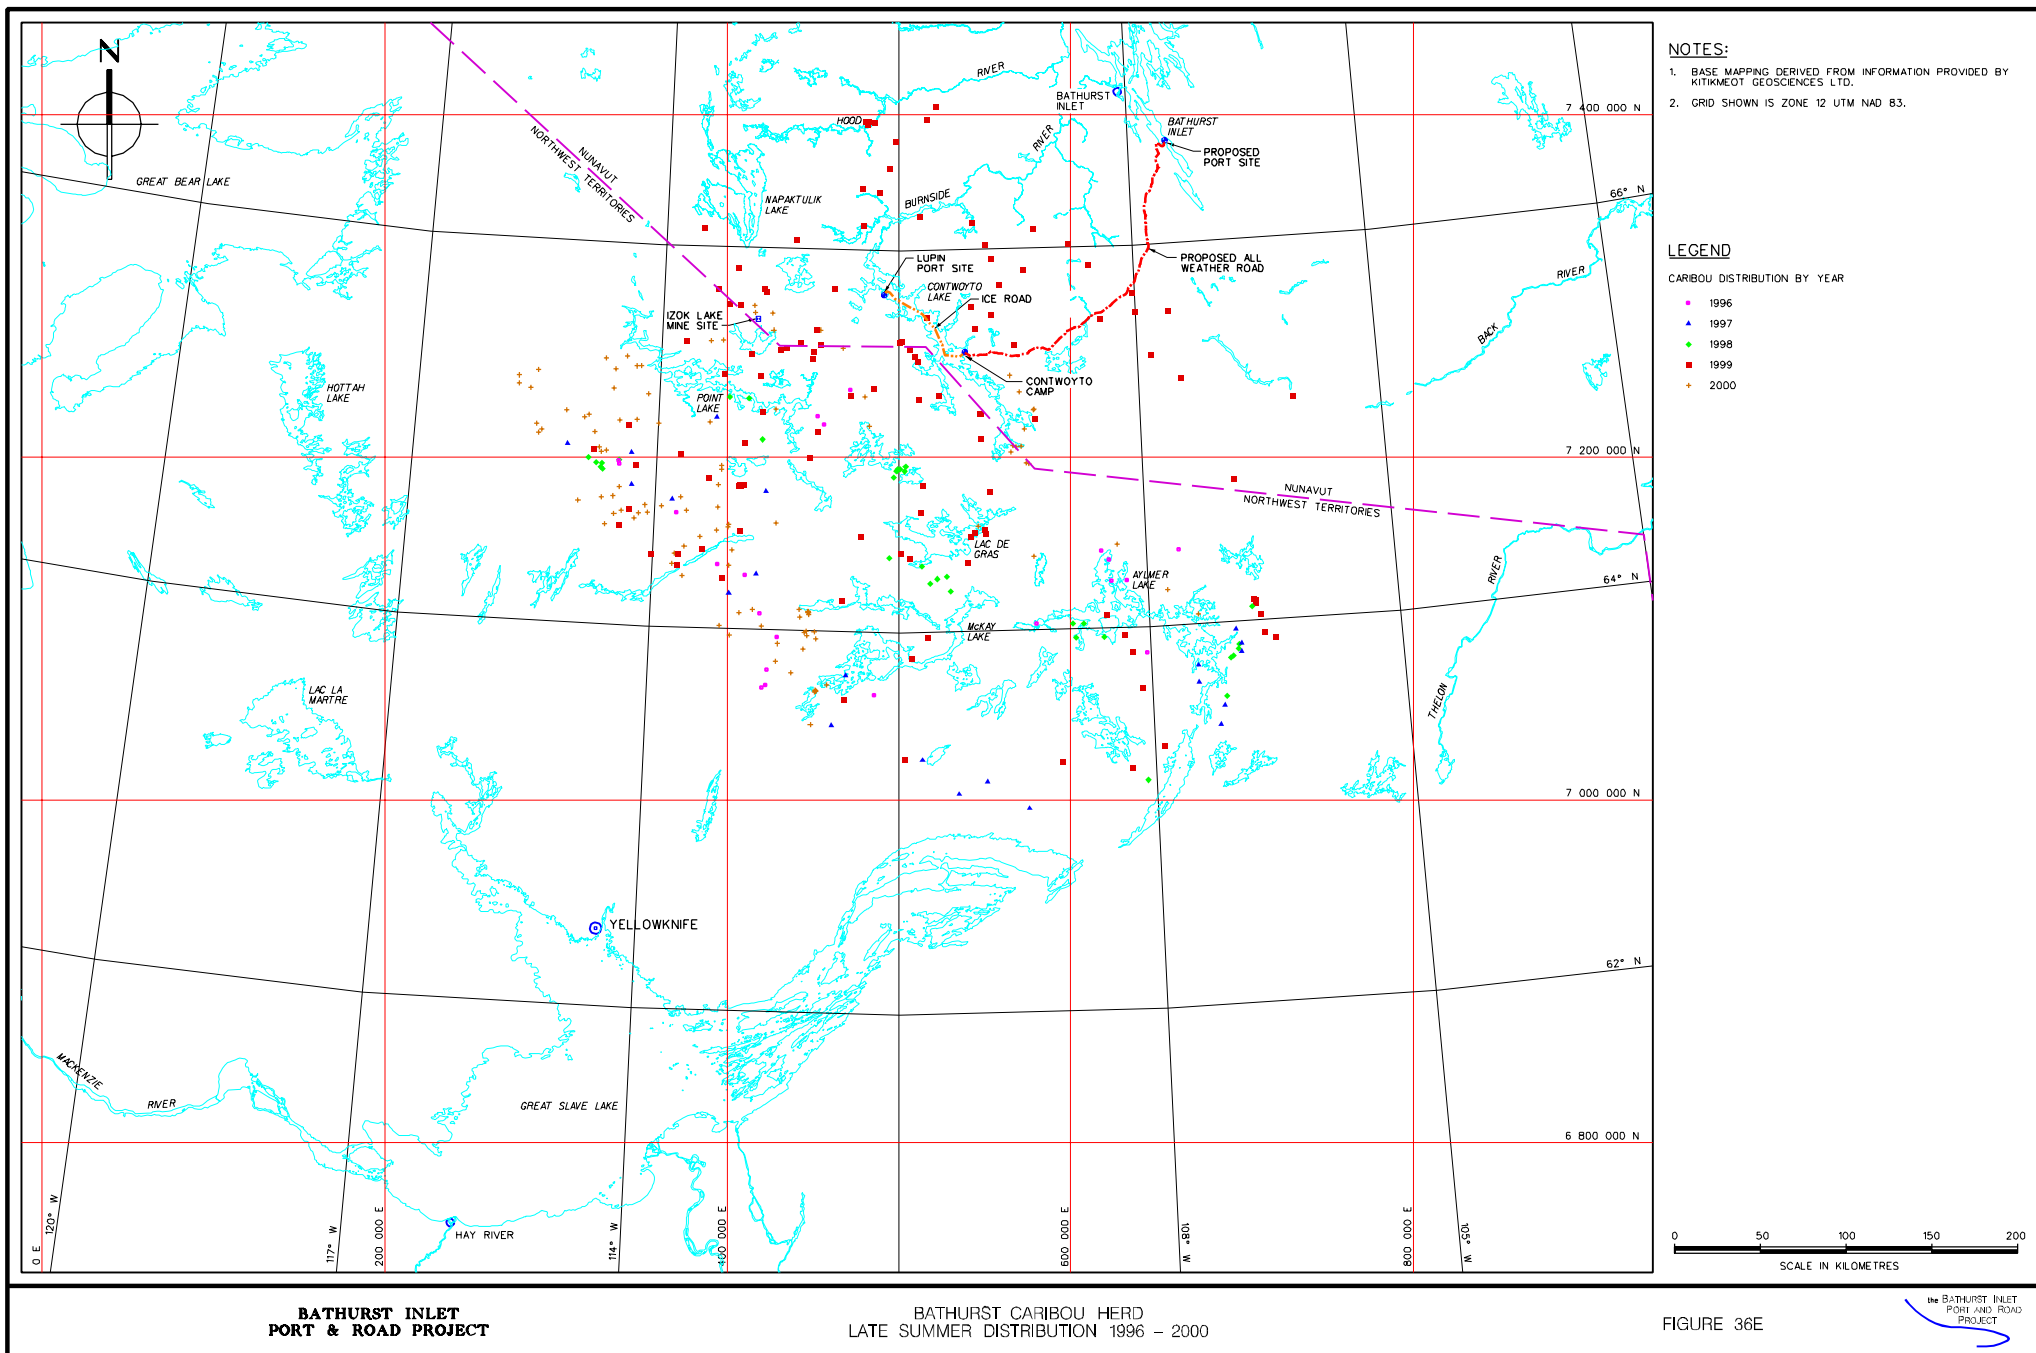 N
NOTES:
1. BASE MAPPING DERIVED FROM INFORMATION PROVIDED BY
KITIKMEOT GEOSCIENCES LTD.
2. GRID SHOWN IS ZONE 12 UTM NAD 83.
LEGEND
CARIBOU DISTRIBUTION BY YEAR
1996
1997
1998
1999
2000
RIVER
BATHURST
INLET
7 400 000 N
HOOD
RIVER
BATHURST
INLET
PROPOSED
PORT SITE
NUNAVUT
NORTHWEST TERRITORIES
GREAT BEAR LAKE
NAPAKTULIK
LAKE
BURNSIDE
66° N
LUPIN
PORT SITE
PROPOSED ALL
WEATHER ROAD
RIVER
CONTWOYTO
LAKE
ICE ROAD
IZOK LAKE
MINE SITE
BACK
HOTTAH
LAKE
POINT
LAKE
CONTWOYTO
CAMP
7 200 000 N
NUNAVUT
NORTHWEST TERRITORIES
LAC DE
GRAS
AYLMER
LAKE
RIVER
64° N
McKAY
LAKE
LAC LA
MARTRE
THELON
7 000 000 N
YELLOWKNIFE
62° N
MACKENZIE
RIVER
GREAT SLAVE LAKE
6 800 000 N
HAY RIVER
0 E
120° W
117° W
200 000 E
114° W
400 000 E
600 000 E
108° W
800 000 E
105° W
0 50 100 150 200
SCALE IN KILOMETRES
BATHURST INLET
PORT & ROAD PROJECT
BATHURST CARIBOU HERD
LATE SUMMER DISTRIBUTION 1996 - 2000
FIGURE 36E
the BATHURST INLET
PORT AND ROAD
PROJECT